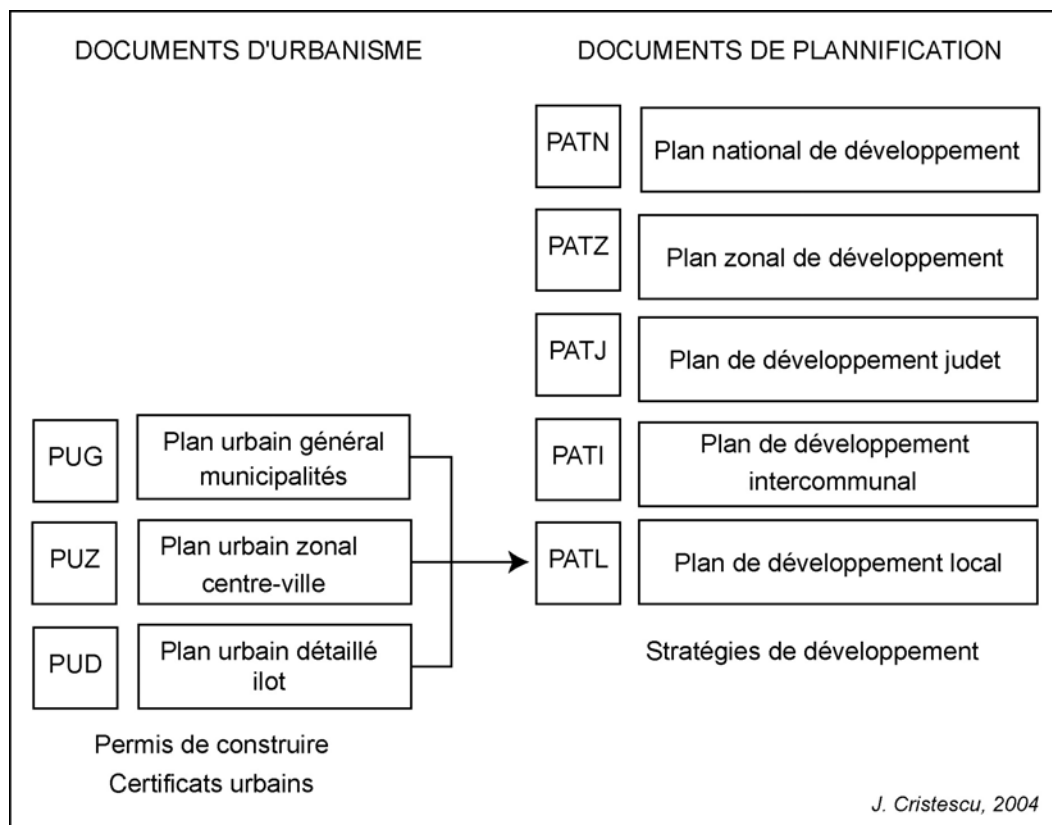 DOCUMENTS D'URBANISME
PUG
Plan urbain général
municipalités
PUZ
Plan urbain zonal
centre-ville
PUD
Plan urbain détaillé
ilot
Permis de construire
Certificats urbains
DOCUMENTS DE PLANNIFICATION
PATN
Plan national de développement
PATZ
Plan zonal de développement
PATJ
Plan de développement judet
PATI
Plan de développement
intercommunal
PATL
Plan de développement local
Stratégies de développement
J. Cristescu, 2004